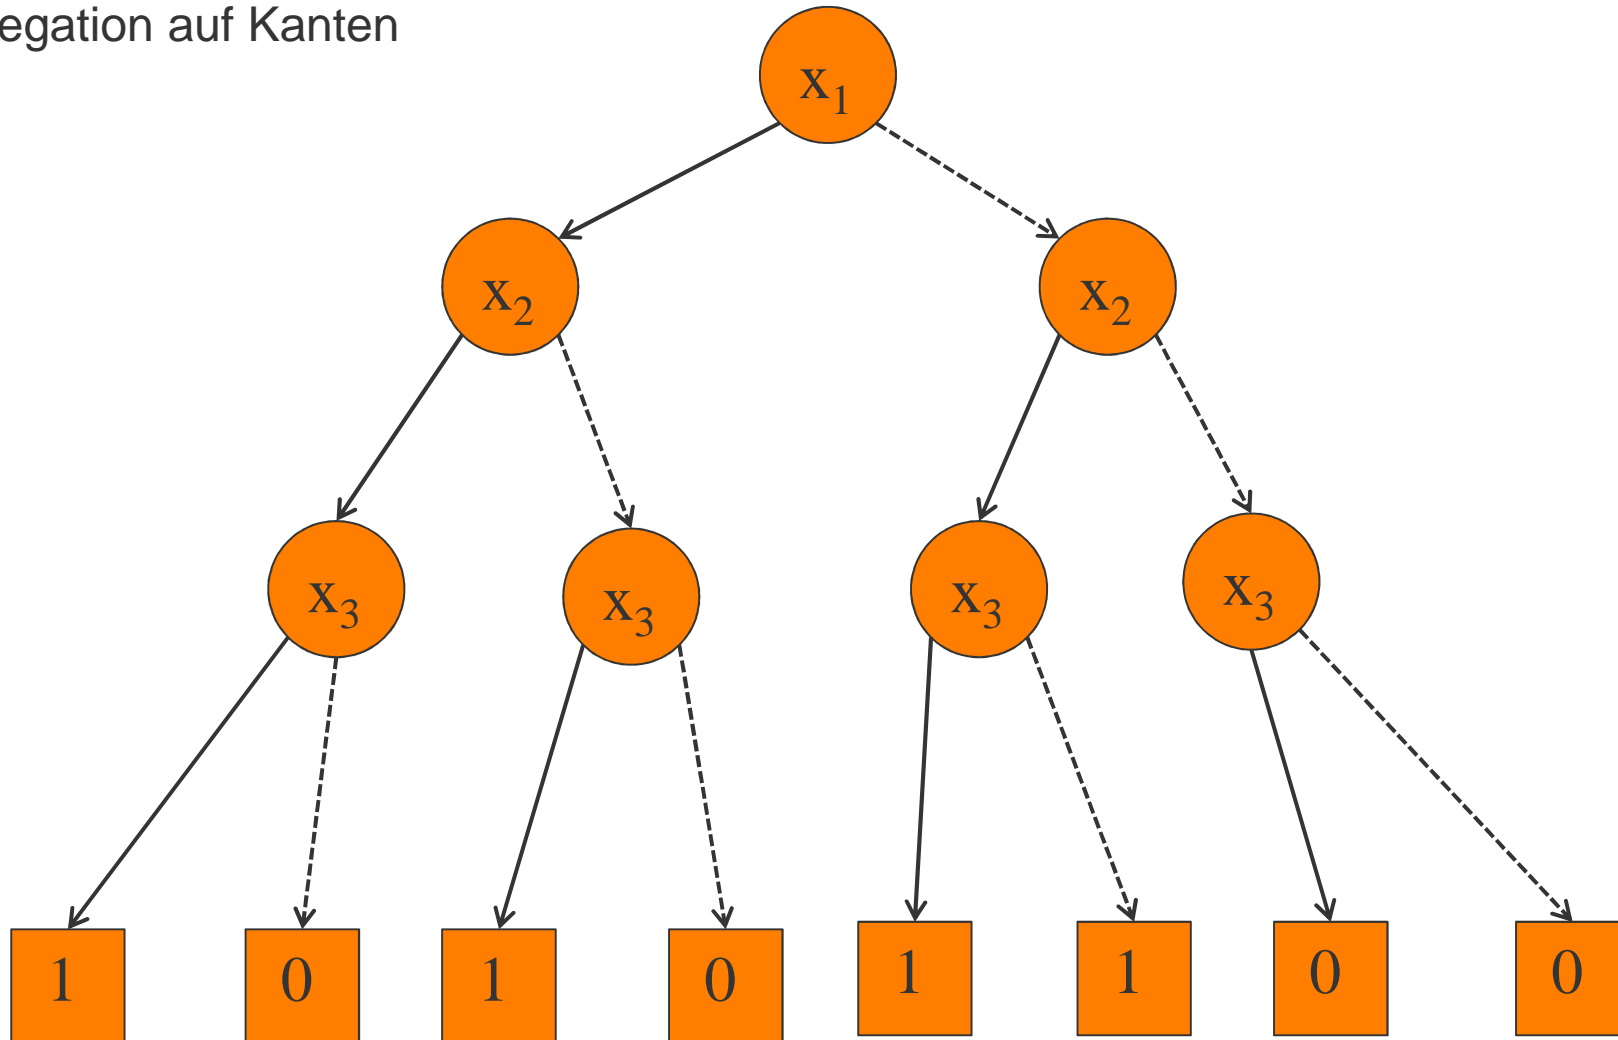 egation auf Kanten
x1
x2 x2
x3 x3 x3 x3
1 0 1 0 1 1 0 0